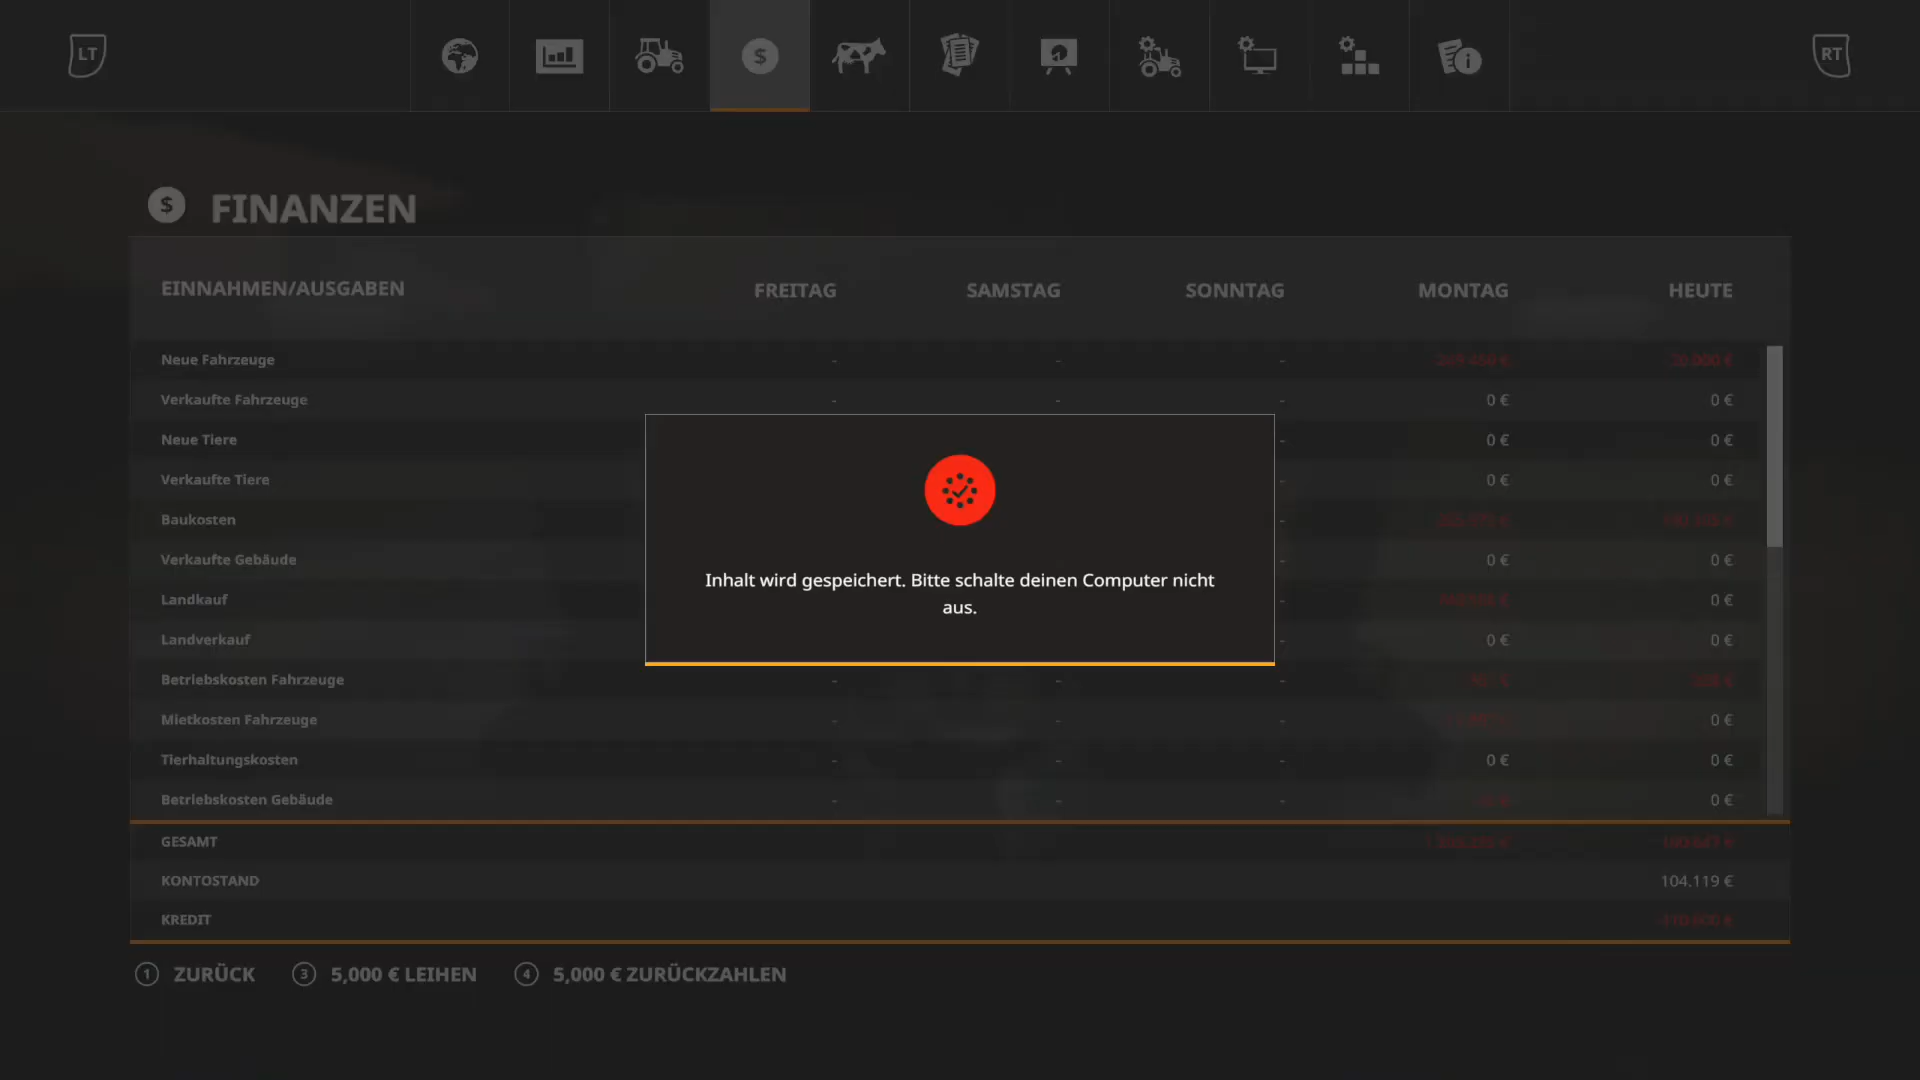 LT
RT
FINANZEN
EINNAHMEN/AUSGABEN FREITAG SAMSTAG SONNTAG MONTAG HEUTE
Neue Fahrzeuge - - - 20.000 €
Verkaufte Fahrzeuge - - - 0 € 0 €
Neue Tiere - 0 € 0 €
Verkaufte Tiere - 0 € 0 €
Baukosten -
Verkaufte Gebäude - 0 € 0 €
Landkauf - 0 €
Landverkauf - 0 € 0 €
Betriebskosten Fahrzeuge - - -
Mietkosten Fahrzeuge - - - 0 €
Tierhaltungskosten - - - 0 € 0 €
Betriebskosten Gebäude - - - 0 €
Inhalt wird gespeichert. Bitte schalte deinen Computer nicht
aus.
GESAMT
KONTOSTAND 104.119 €
KREDIT
1 ZURÜCK 3 5,000 € LEIHEN 4 5,000 € ZURÜCKZAHLEN